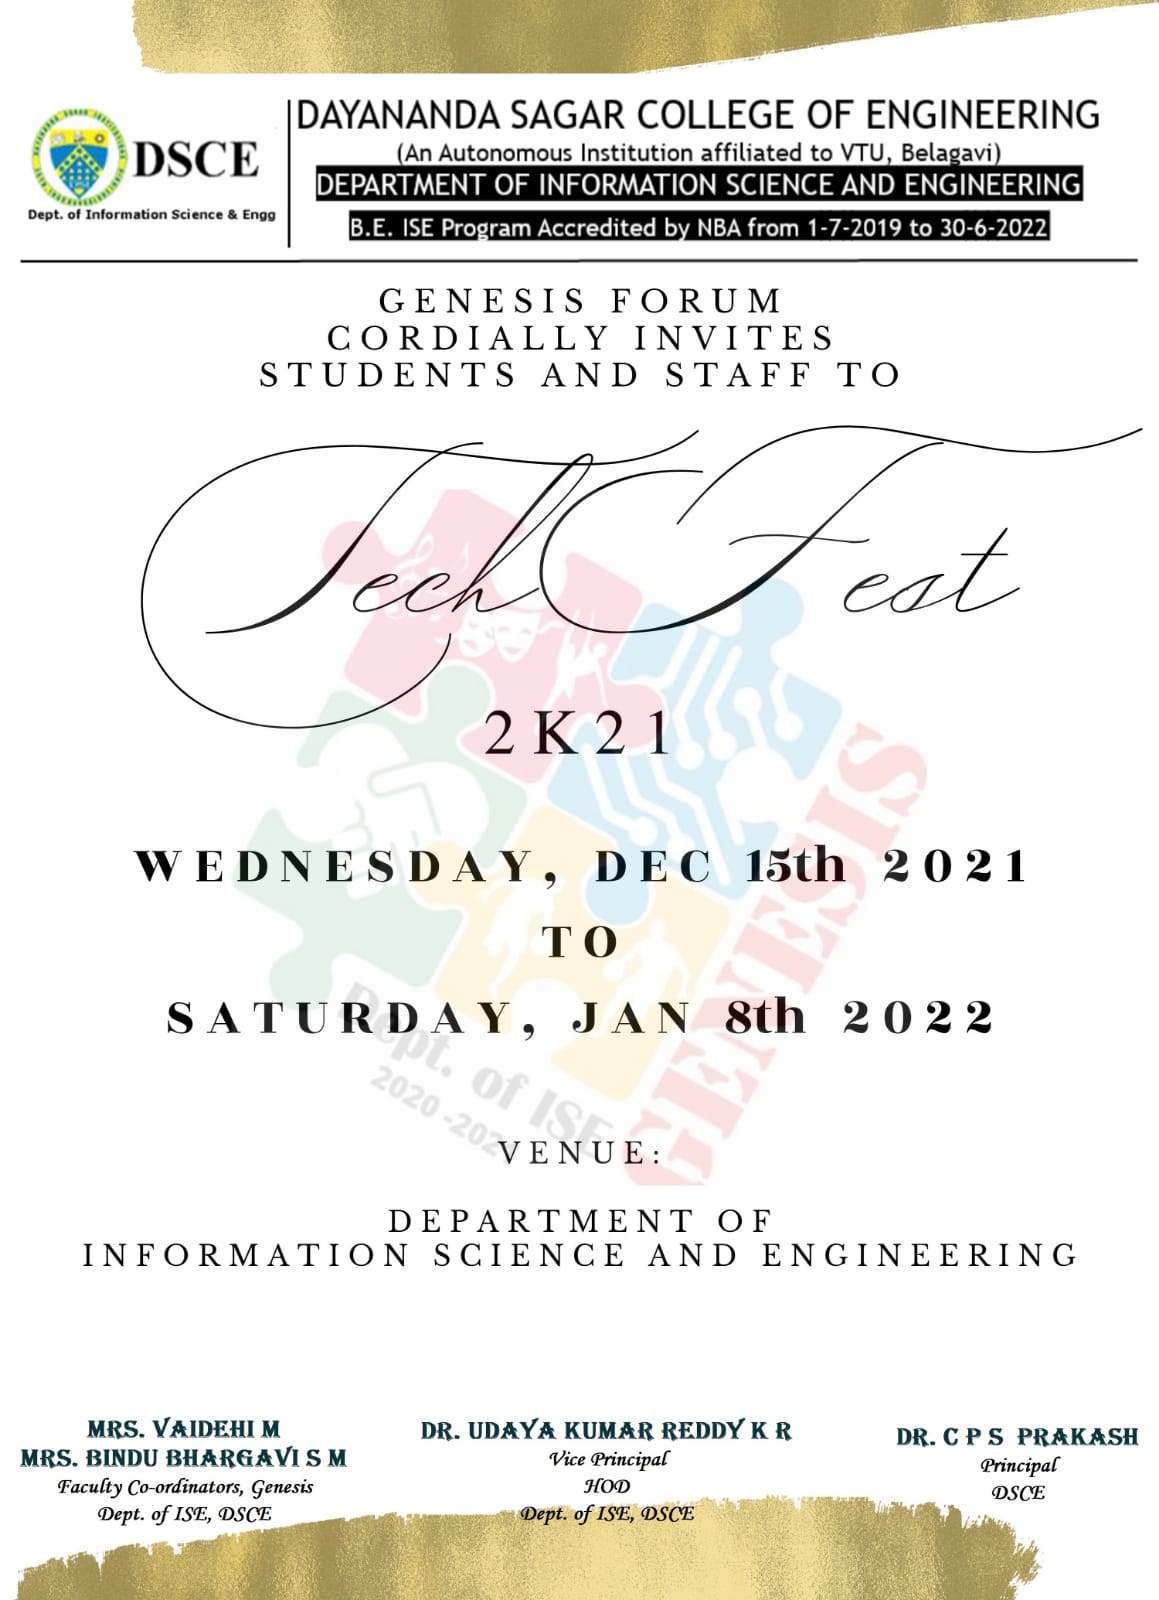 DSCE
Dept. of Information Science & Engg
DAYANANDA SAGAR COLLEGE OF ENGINEERING
(An Autonomous Institution affiliated to VTU, Belagavi)
DEPARTMENT OF INFORMATION SCIENCE AND ENGINEERING
B.E. ISE Program Accredited by NBA from 1-7-2019 to 30-6-2022
GENESIS FORUM
CORDIALLY INVITES
STUDENTS AND STAFF TO
Tech Fest
2K21
WEDNESDAY, DEC 15th 2021
TO
SATURDAY, JAN 8th 2022
GENESIS
Dept. of ISE
VENUE:
DEPARTMENT OF
INFORMATION SCIENCE AND ENGINEERING
MRS. VAIDEHI M
MRS. BINDU BHARGAVI S M
Faculty Co-ordinators, Genesis
Dept. of ISE, DSCE
DR. UDAYA KUMAR REDDY K R
Vice Principal
HOD
Dept. of ISE, DSCE
DR. C P S PRAKASH
Principal
DSCE